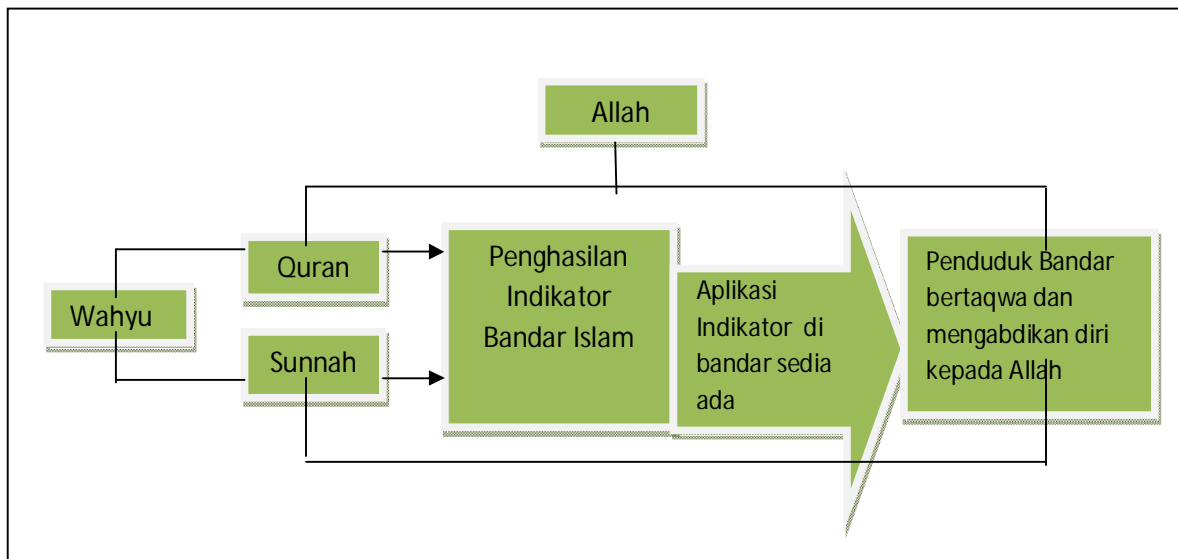 Allah
Wahyu
Quran
Sunnah
Penghasilan
Indikator
Bandar Islam
Aplikasi
Indikator di
bandar sedia
ada
Penduduk Bandar
bertaqwa dan
mengabdikan diri
kepada Allah